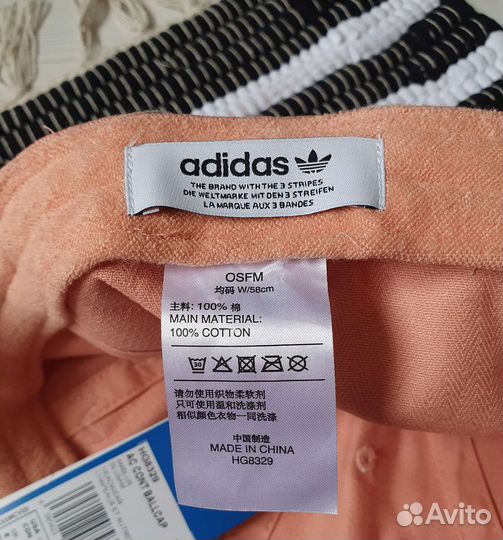 adidas
THE BRAND WITH THE 3 STRIPES
DIE WELTMARKE MIT DEN 3 STREIFEN
LA MARQUE AUX 3 BANDES
OSFM
均码 W/58cm
主料: 100% 棉
MAIN MATERIAL:
100% COTTON
30
请勿使用织物柔软剂
只可使用温和洗涤剂
相似颜色衣物一同洗涤
中国制造
MADE IN CHINA
HG8329
HG8329
AC CONT BALLCAP
Avito